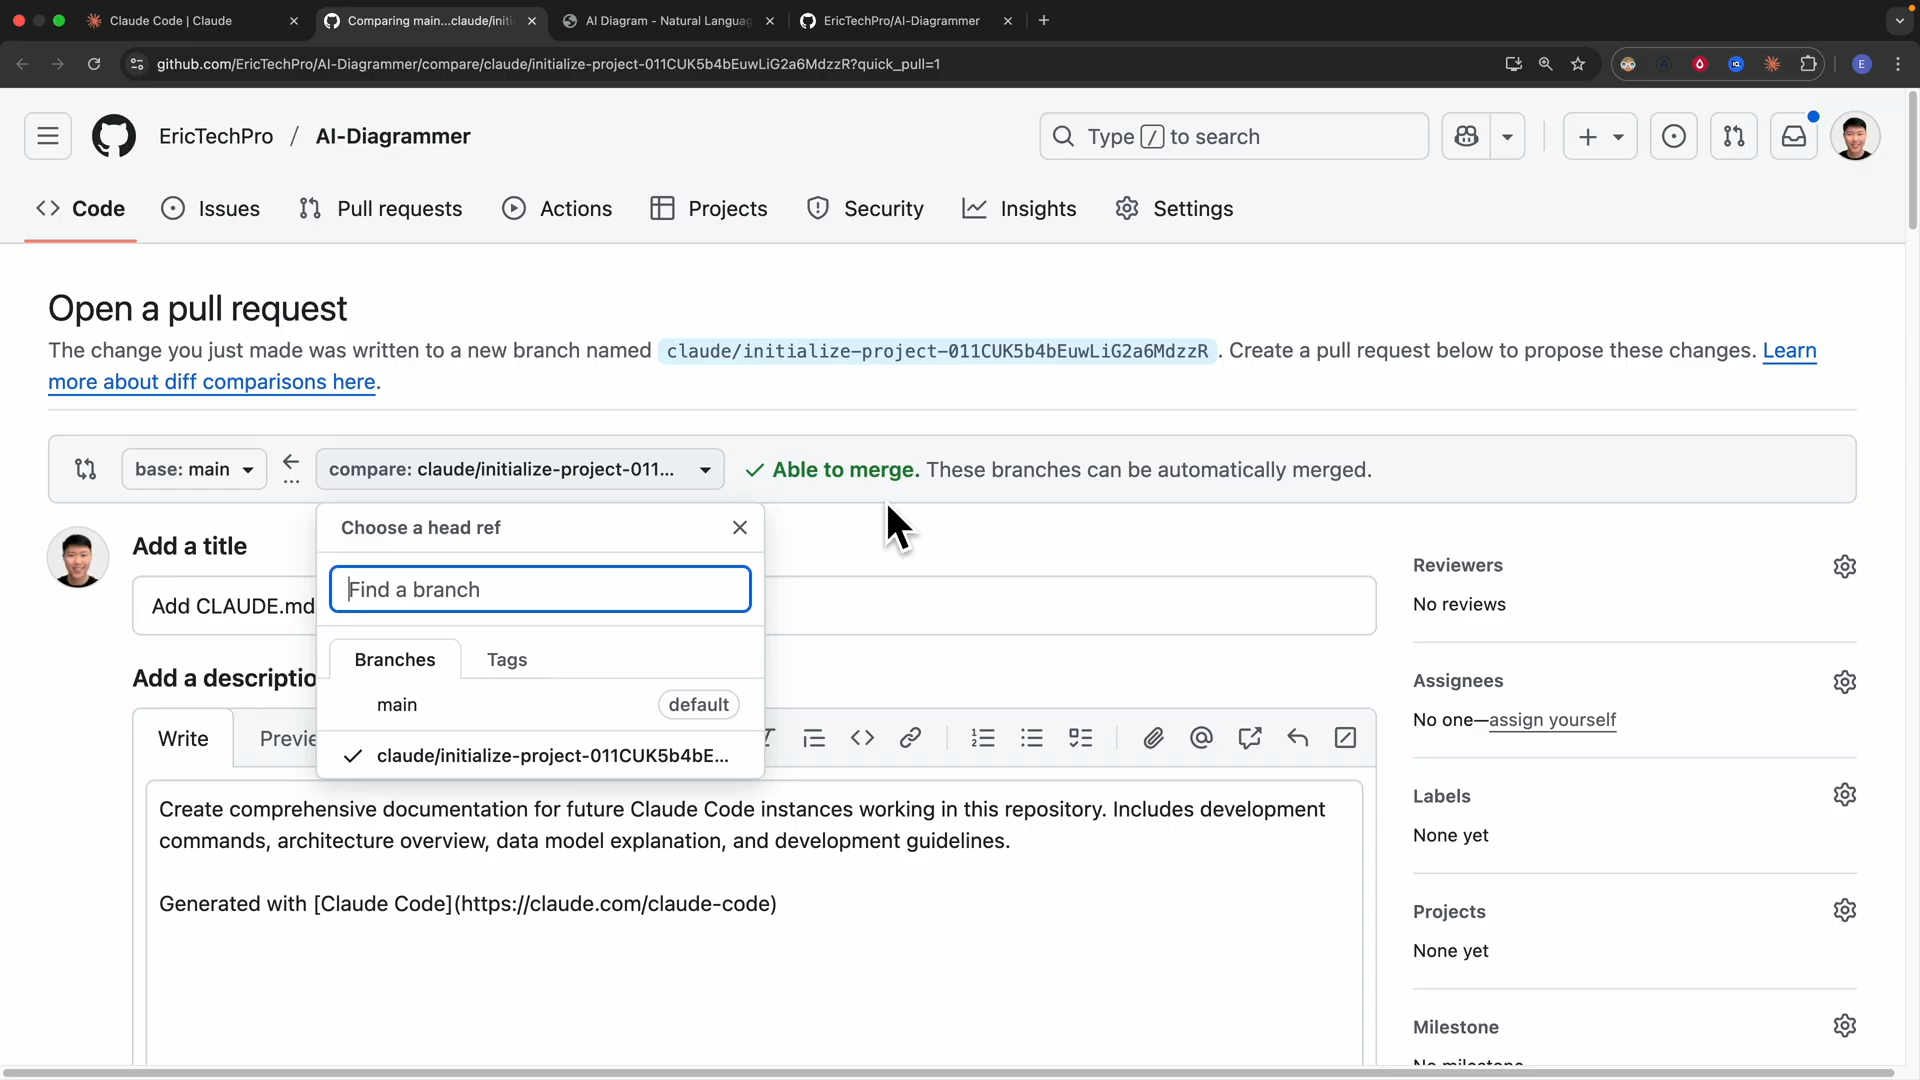 Claude Code | Claude
Comparing main...claude/initi
AI Diagram - Natural Languag
EricTechPro/AI-Diagrammer
github.com/EricTechPro/AI-Diagrammer/compare/claude/initialize-project-011CUK5b4bEuwLiG2a6MdzzR?quick_pull=1
E
EricTechPro / AI-Diagrammer
Type / to search
Code
Issues
Pull requests
Actions
Projects
Security
Insights
Settings
Open a pull request
The change you just made was written to a new branch named claude/initialize-project-011CUK5b4bEuwLiG2a6MdzzR . Create a pull request below to propose these changes. Learn
more about diff comparisons here.
base: main
compare: claude/initialize-project-011...
Able to merge. These branches can be automatically merged.
Choose a head ref
Find a branch
Branches
Tags
main
default
claude/initialize-project-011CUK5b4bE...
Add a title
Add CLAUDE.md
Add a descriptio
Write
Previe
Create comprehensive documentation for future Claude Code instances working in this repository. Includes development
commands, architecture overview, data model explanation, and development guidelines.
Generated with [Claude Code](https://claude.com/claude-code)
Reviewers
No reviews
Assignees
No one—assign yourself
Labels
None yet
Projects
None yet
Milestone
No milestone